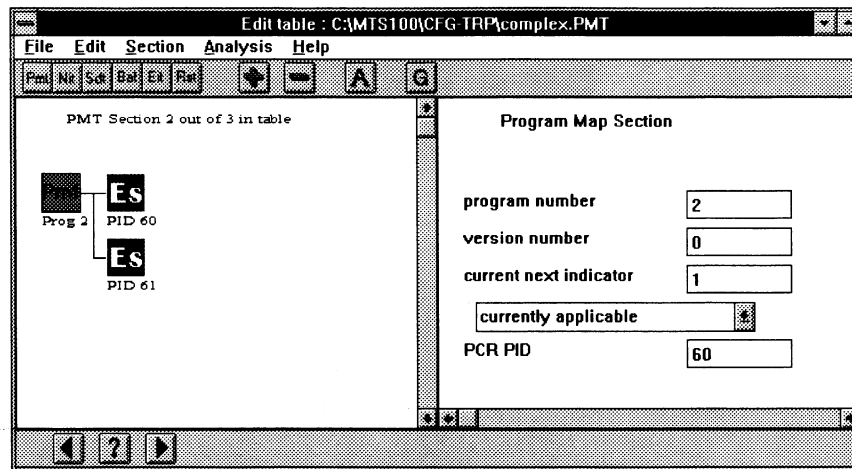 Edit table : C:\MTS100\CFG-TRP\complex.PMT
File Edit Section Analysis Help
Pmt Nit Sdt Bat Eit Rst A G
PMT Section 2 out of 3 in table
Pmt Es
Prog 2 PID 60
Es
PID 61
Program Map Section
program number 2
version number 0
current next indicator 1
currently applicable
PCR PID 60
?